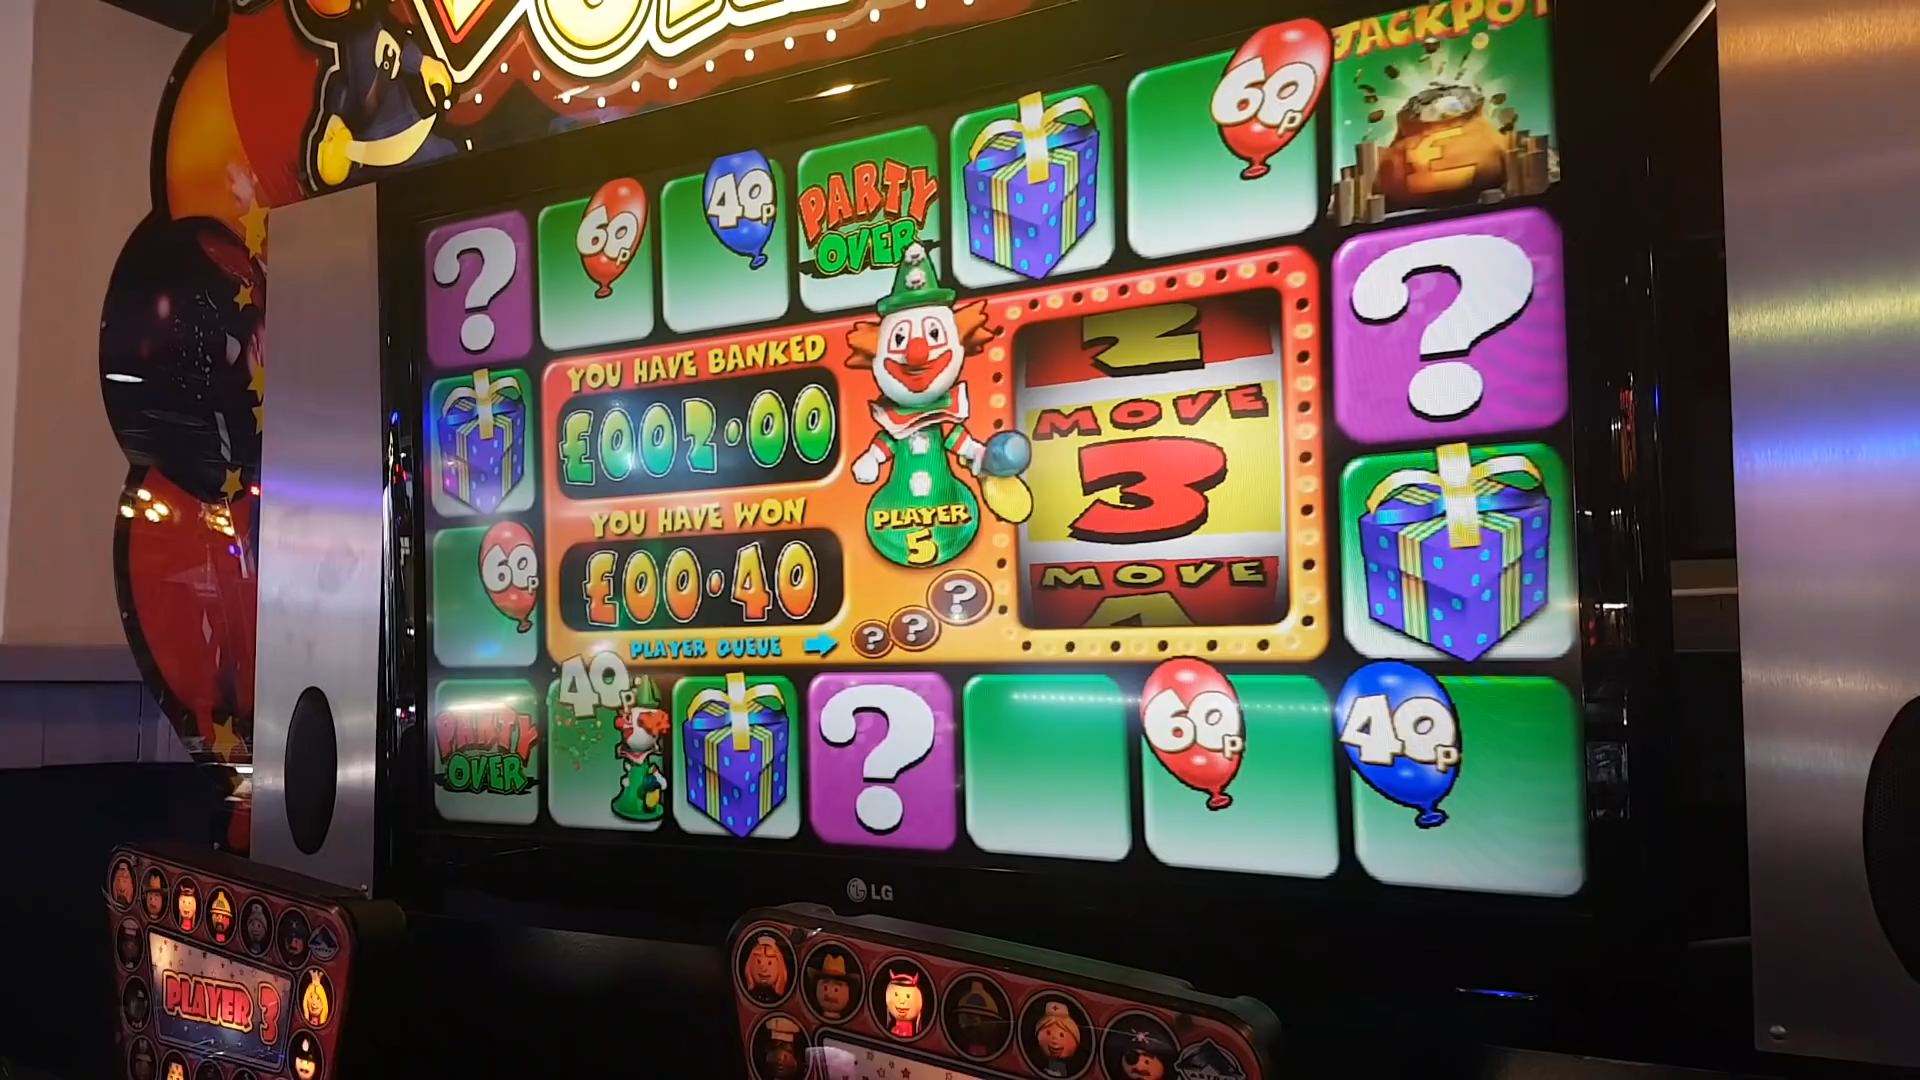 JACKPOT
60p
60p
40p
PARTY
OVER
?
?
£
YOU HAVE BANKED
£002.00
2
MOVE
3
MOVE
YOU HAVE WON
£00.40
PLAYER
5
60p
PLAYER QUEUE
? ? ?
PARTY
OVER
40p
?
60p
40p
LG
PLAYER 3